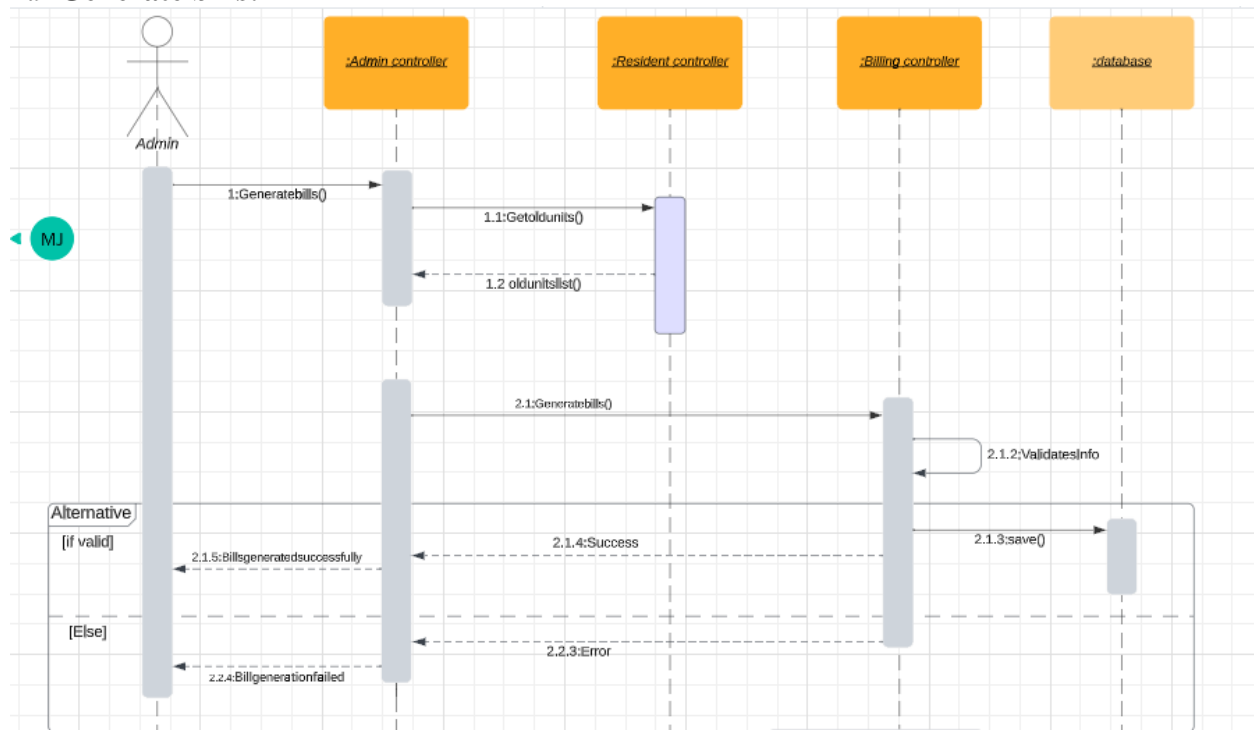 :Admin controller
:Resident controller
:Billing controller
:database
Admin
1:Generatebills()
1.1:Getoldunits()
MJ
1.2 oldunitslist()
2.1:Generatebills()
2.1.2:ValidatesInfo
Alternative
[if valid]
2.1.3:save()
2.1.4:Success
2.1.5:Billsgeneratedsuccessfully
[Else]
2.2.3:Error
2.2.4:Billgenerationfailed